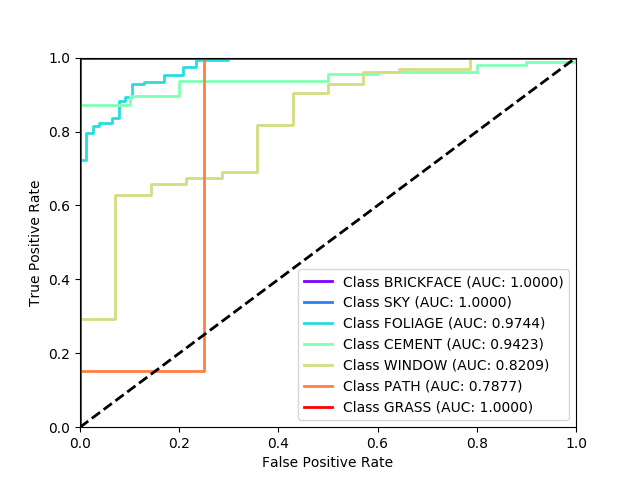 1.0
0.8
0.6
0.4
0.2
0.0
True Positive Rate
Class BRICKFACE (AUC: 1.0000)
Class SKY (AUC: 1.0000)
Class FOLIAGE (AUC: 0.9744)
Class CEMENT (AUC: 0.9423)
Class WINDOW (AUC: 0.8209)
Class PATH (AUC: 0.7877)
Class GRASS (AUC: 1.0000)
0.0 0.2 0.4 0.6 0.8 1.0
False Positive Rate